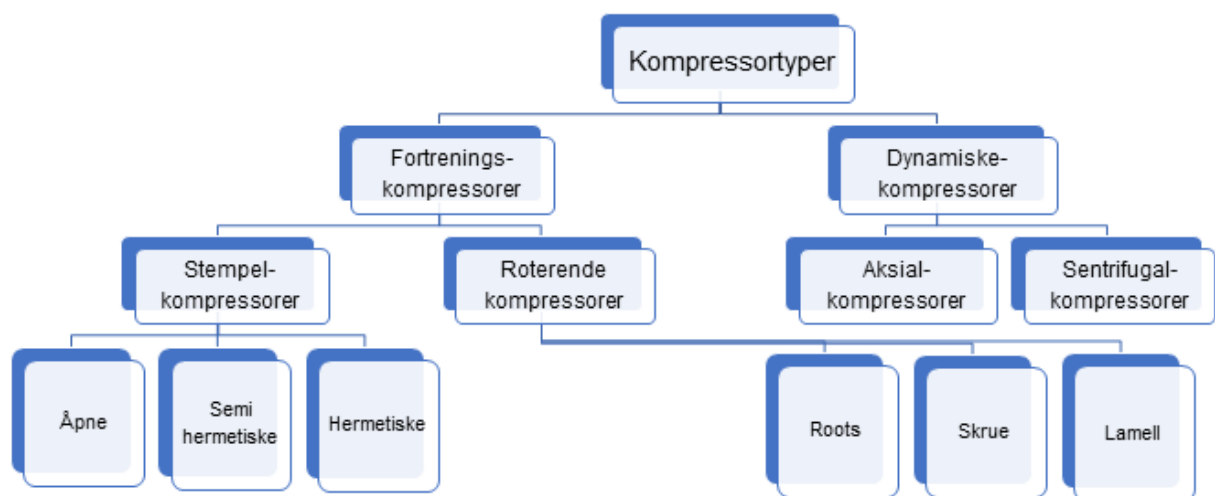 Kompressortyper
Fortrenings-
kompressorer
Dynamiske-
kompressorer
Stempel-
kompressorer
Roterende
kompressorer
Aksial-
kompressorer
Sentrifugal-
kompressorer
Åpne
Semi
hermetiske
Hermetiske
Roots
Skrue
Lamell